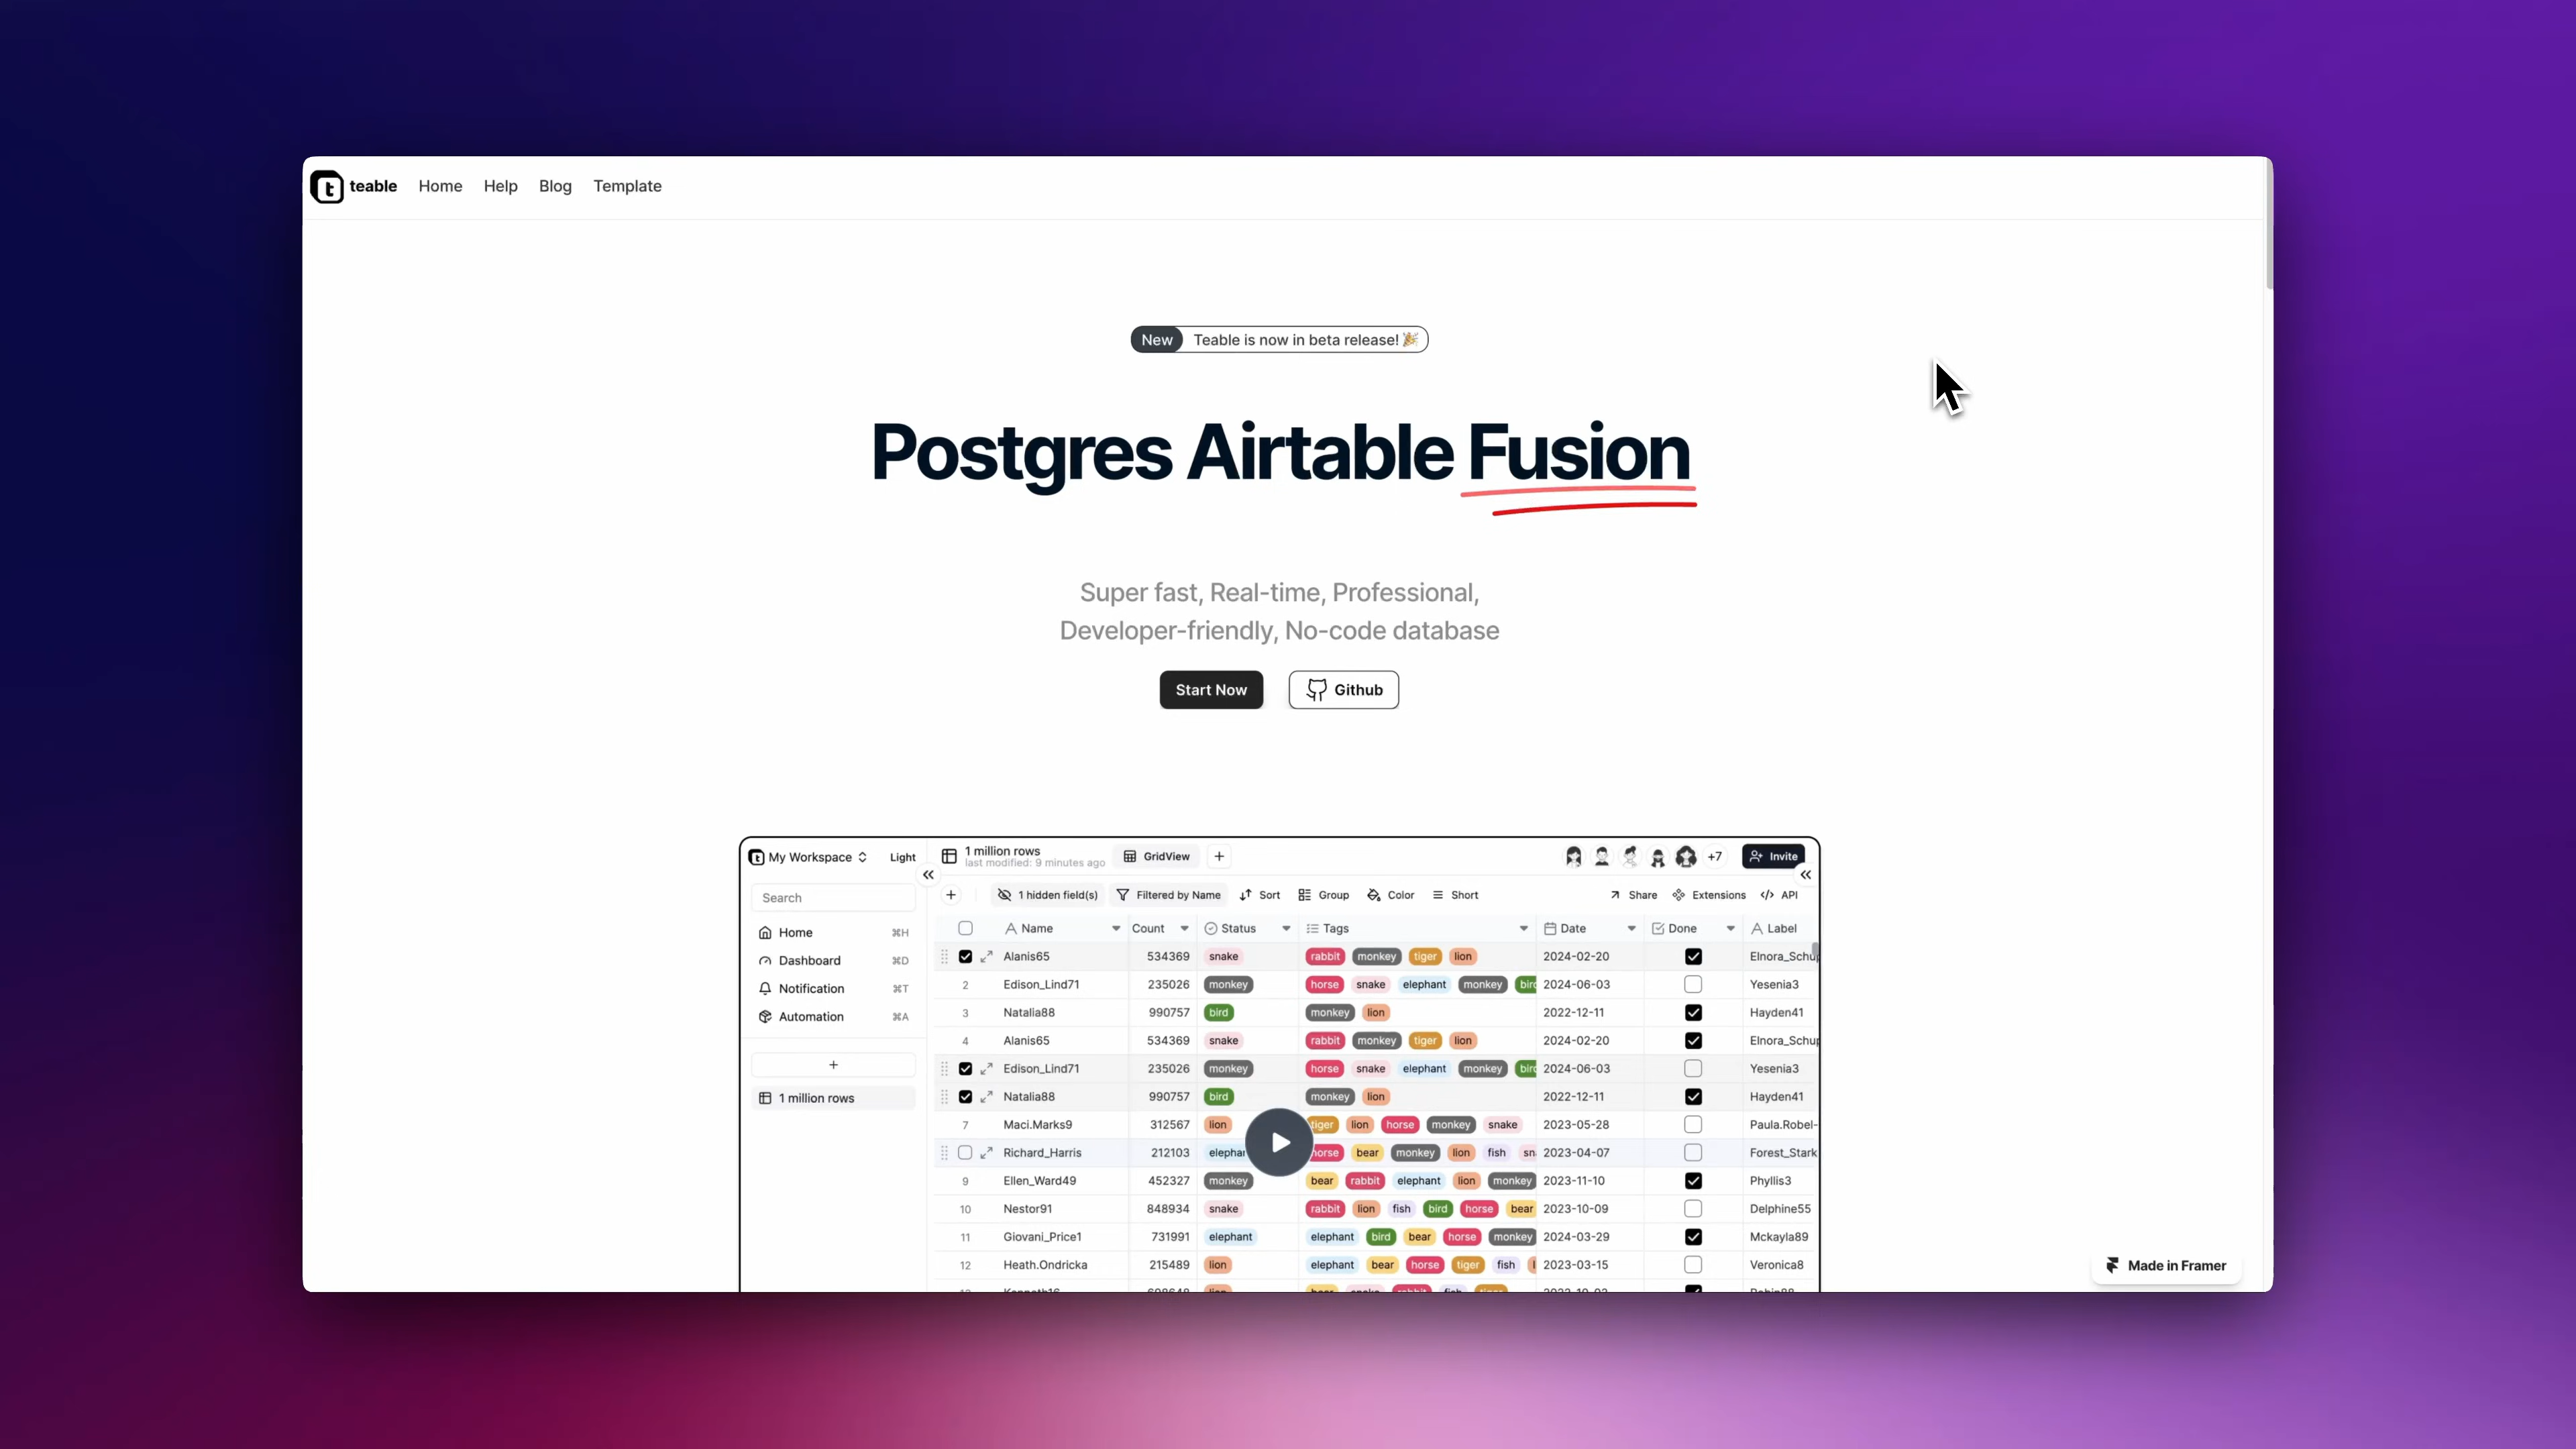 teable Home Help Blog Template
New Teable is now in beta release!
Postgres Airtable Fusion
Super fast, Real-time, Professional,
Developer-friendly, No-code database
Start Now Github
My Workspace Light
Search
Home ⌘H
Dashboard ⌘D
Notification ⌘T
Automation ⌘A
+
1 million rows
1 million rows
last modified: 9 minutes ago
GridView + +7 Invite
+ 1 hidden field(s) Filtered by Name Sort Group Color Short Share Extensions API
Name Count Status Tags Date Done Label
Alanis65 534369 snake rabbit monkey tiger lion 2024-02-20
2 Edison_Lind71 235026 monkey horse snake elephant monkey 2024-06-03 Yesenia3
3 Natalia88 990757 bird monkey lion 2022-12-11 Hayden41
4 Alanis65 534369 snake rabbit monkey tiger lion 2024-02-20
Edison_Lind71 235026 monkey horse snake elephant monkey 2024-06-03 Yesenia3
Natalia88 990757 bird monkey lion 2022-12-11 Hayden41
7 Maci.Marks9 312567 lion tiger lion horse monkey snake 2023-05-28
Richard_Harris 212103 horse bear monkey lion fish 2023-04-07 Forest_Stark
9 Ellen_Ward49 452327 monkey bear rabbit elephant lion monkey 2023-11-10 Phyllis3
10 Nestor91 848934 snake rabbit lion fish bird horse bear 2023-10-09 Delphine55
11 Giovani_Price1 731991 elephant elephant bird bear horse monkey 2024-03-29 Mckayla89
12 Heath.Ondricka 215489 lion elephant bear horse tiger fish 2023-03-15 Veronica8
Made in Framer